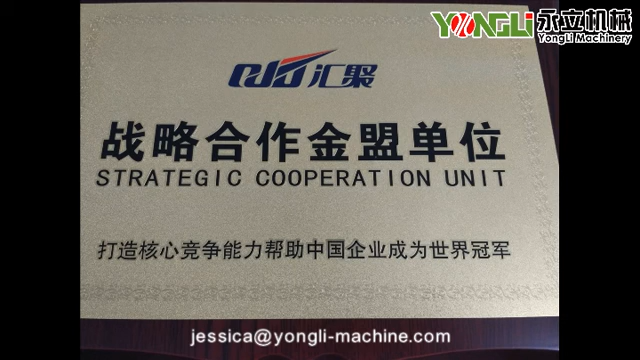 YONGLI 永立机械
YongLi Machinery
汇聚
战略合作金盟单位
STRATEGIC COOPERATION UNIT
打造核心竞争能力帮助中国企业成为世界冠军
jessica@yongli-machine.com